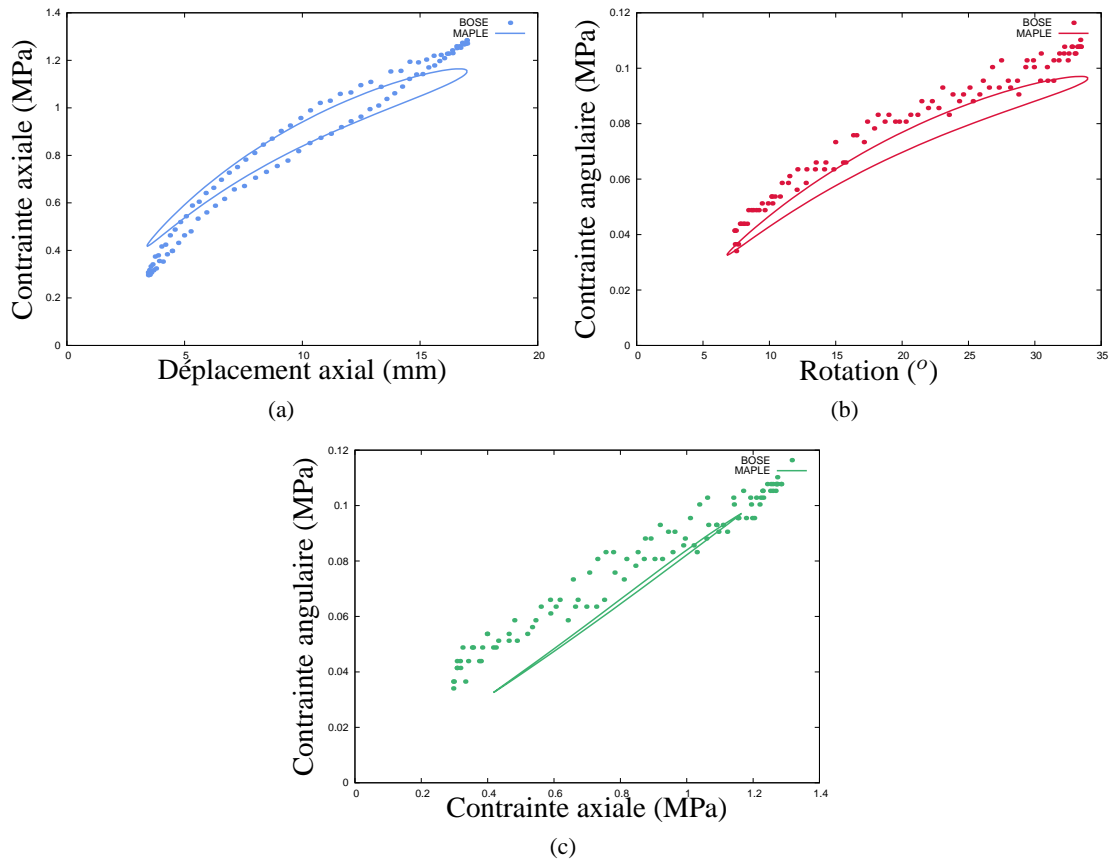 1.4
1.2
1
0.8
0.6
0.4
0.2
0
0 5 10 15 20
Contrainte axiale (MPa)
Déplacement axial (mm)
BOSE
MAPLE
(a)
0.12
0.1
0.08
0.06
0.04
0.02
0
0 5 10 15 20 25 30 35
Contrainte angulaire (MPa)
Rotation (o)
BOSE
MAPLE
(b)
0.12
0.1
0.08
0.06
0.04
0.02
0
0 0.2 0.4 0.6 0.8 1 1.2 1.4
Contrainte angulaire (MPa)
Contrainte axiale (MPa)
BOSE
MAPLE
(c)